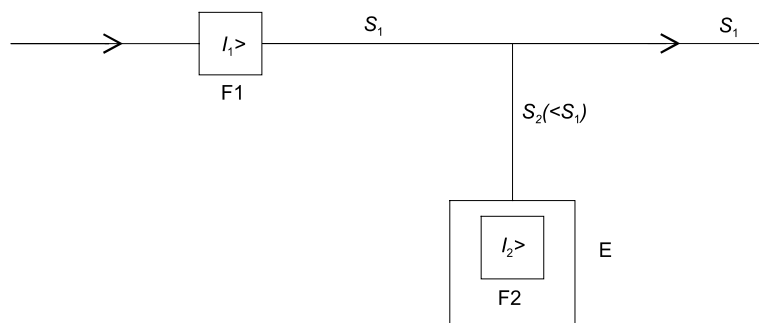 I₁>
F1
S₁
S₁
S₂(<S₁)
I₂>
F2
E